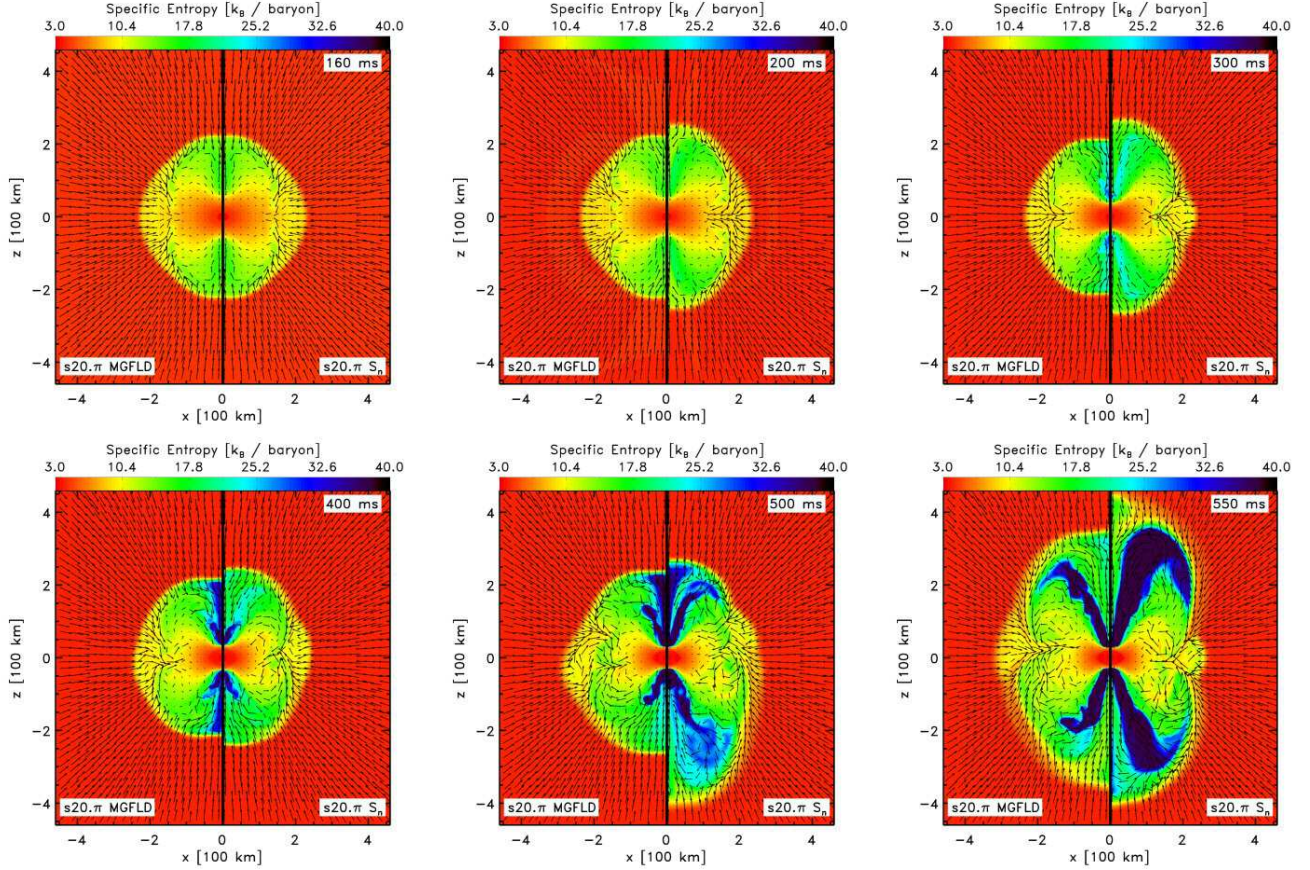 Specific Entropy [k_B / baryon]
3.0 10.4 17.8 25.2 32.6 40.0
160 ms
z [100 km]
4
2
0
-2
-4
s20.π MGFLD
s20.π S_n
-4 -2 0 2 4
x [100 km]
Specific Entropy [k_B / baryon]
3.0 10.4 17.8 25.2 32.6 40.0
200 ms
z [100 km]
4
2
0
-2
-4
s20.π MGFLD
s20.π S_n
-4 -2 0 2 4
x [100 km]
Specific Entropy [k_B / baryon]
3.0 10.4 17.8 25.2 32.6 40.0
300 ms
z [100 km]
4
2
0
-2
-4
s20.π MGFLD
s20.π S_n
-4 -2 0 2 4
x [100 km]
Specific Entropy [k_B / baryon]
3.0 10.4 17.8 25.2 32.6 40.0
400 ms
z [100 km]
4
2
0
-2
-4
s20.π MGFLD
s20.π S_n
-4 -2 0 2 4
x [100 km]
Specific Entropy [k_B / baryon]
3.0 10.4 17.8 25.2 32.6 40.0
500 ms
z [100 km]
4
2
0
-2
-4
s20.π MGFLD
s20.π S_n
-4 -2 0 2 4
x [100 km]
Specific Entropy [k_B / baryon]
3.0 10.4 17.8 25.2 32.6 40.0
550 ms
z [100 km]
4
2
0
-2
-4
s20.π MGFLD
s20.π S_n
-4 -2 0 2 4
x [100 km]